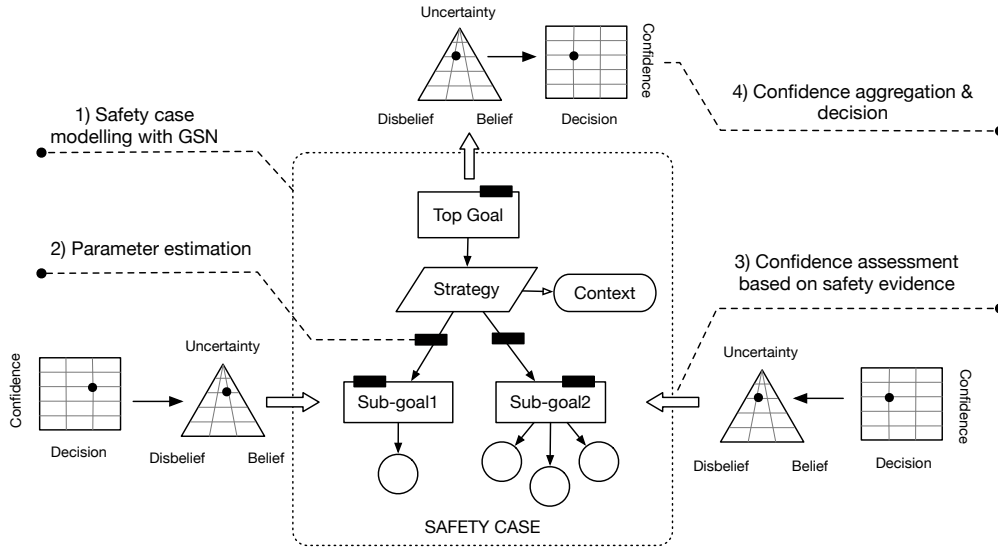 Uncertainty
Confidence
Disbelief
Belief
Decision
1) Safety case
modelling with GSN
4) Confidence aggregation &
decision
Top Goal
2) Parameter estimation
Strategy
Context
3) Confidence assessment
based on safety evidence
Confidence
Uncertainty
Decision
Disbelief
Belief
Sub-goal1
Sub-goal2
Uncertainty
Confidence
Disbelief
Belief
Decision
SAFETY CASE